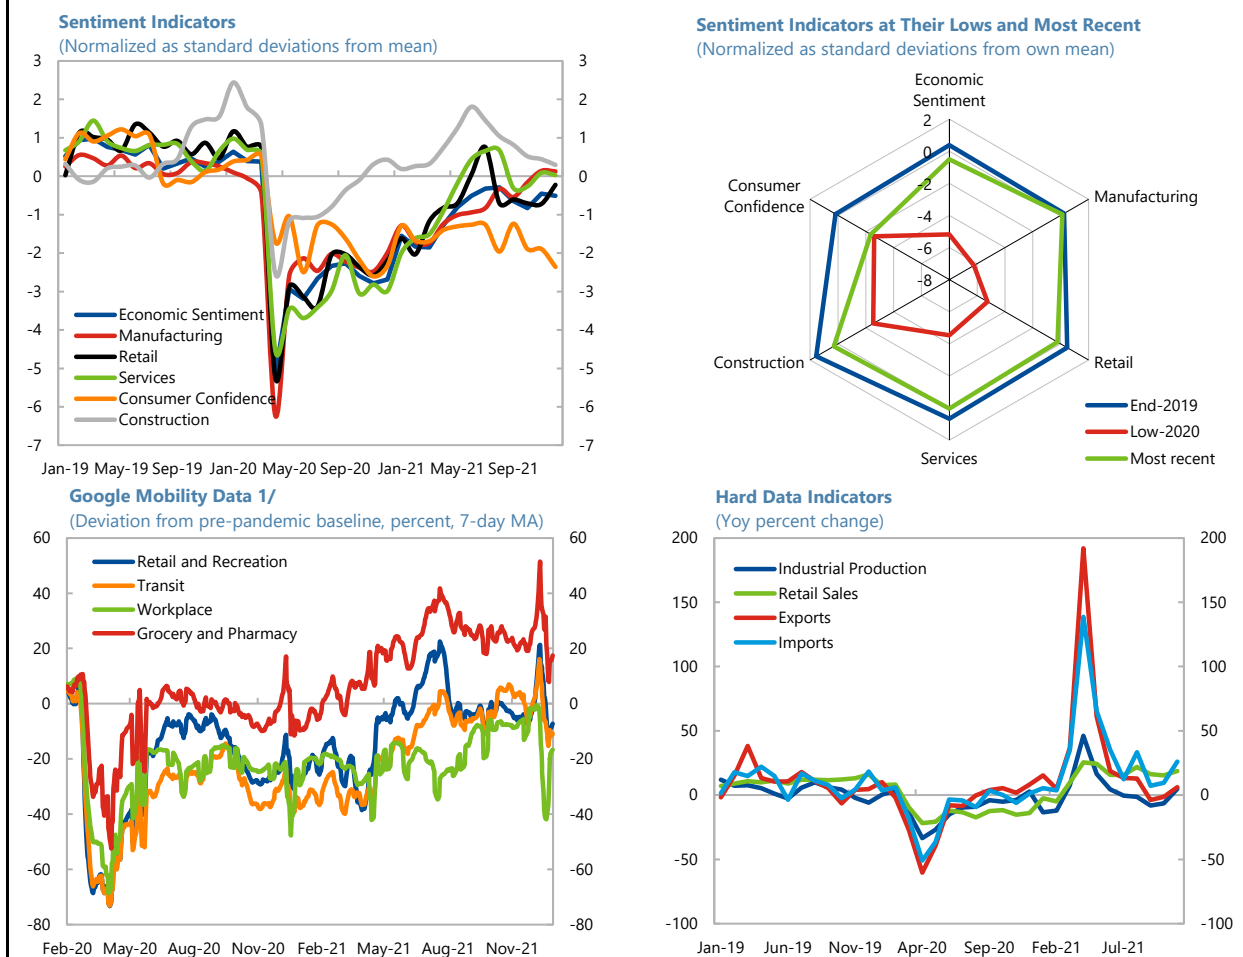 Sentiment Indicators
(Normalized as standard deviations from mean)
3
2
1
0
-1
-2
-3
-4
-5
-6
-7
3
2
1
0
-1
-2
-3
-4
-5
-6
-7
Economic Sentiment
Manufacturing
Retail
Services
Consumer Confidence
Construction
Jan-19 May-19 Sep-19 Jan-20 May-20 Sep-20 Jan-21 May-21 Sep-21
Sentiment Indicators at Their Lows and Most Recent
(Normalized as standard deviations from own mean)
Economic
Sentiment
Manufacturing
Retail
Services
Construction
Consumer
Confidence
2
0
-2
-4
-6
-8
End-2019
Low-2020
Most recent
Google Mobility Data 1/
(Deviation from pre-pandemic baseline, percent, 7-day MA)
60
40
20
0
-20
-40
-60
-80
60
40
20
0
-20
-40
-60
-80
Retail and Recreation
Transit
Workplace
Grocery and Pharmacy
Feb-20 May-20 Aug-20 Nov-20 Feb-21 May-21 Aug-21 Nov-21
Hard Data Indicators
(Yoy percent change)
200
150
100
50
0
-50
-100
200
150
100
50
0
-50
-100
Industrial Production
Retail Sales
Exports
Imports
Jan-19 Jun-19 Nov-19 Apr-20 Sep-20 Feb-21 Jul-21